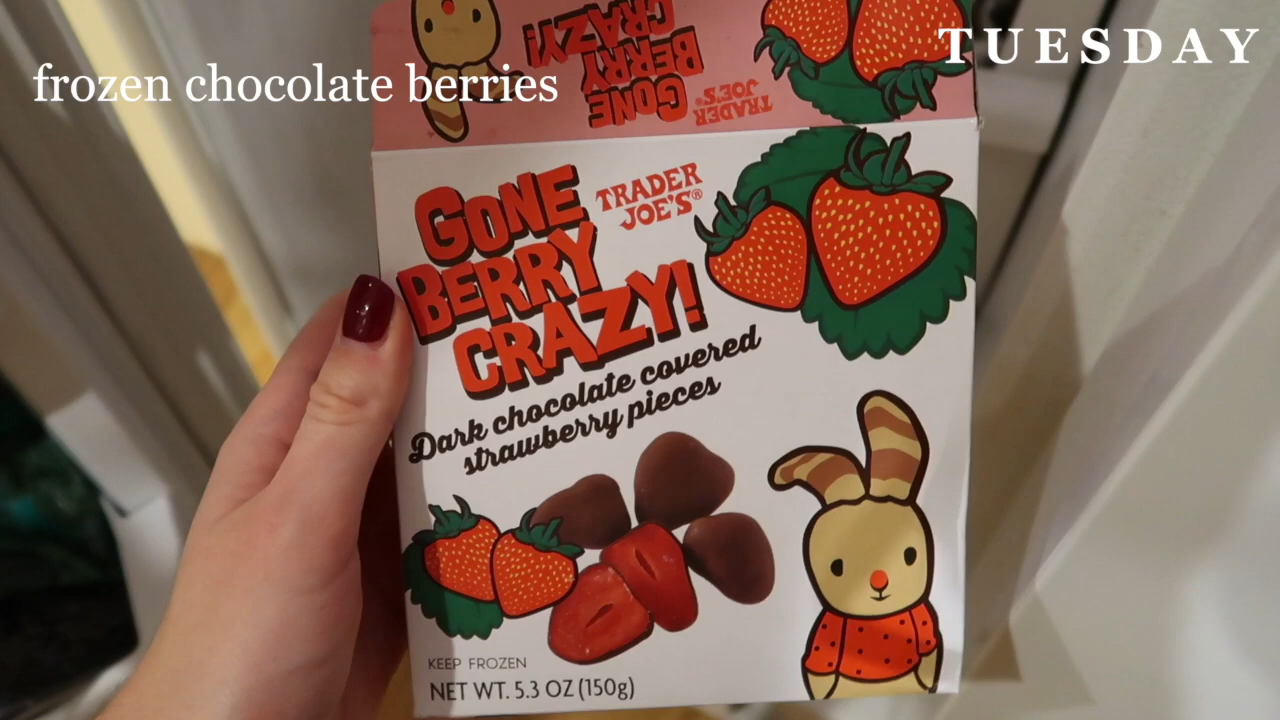 TUESDAY
frozen chocolate berries
GONE
BERRY
CRAZY!
TRADER
JOE'S®
GONE
BERRY
CRAZY!
TRADER
JOE'S®
Dark chocolate covered
strawberry pieces
KEEP FROZEN
NET WT. 5.3 OZ (150g)